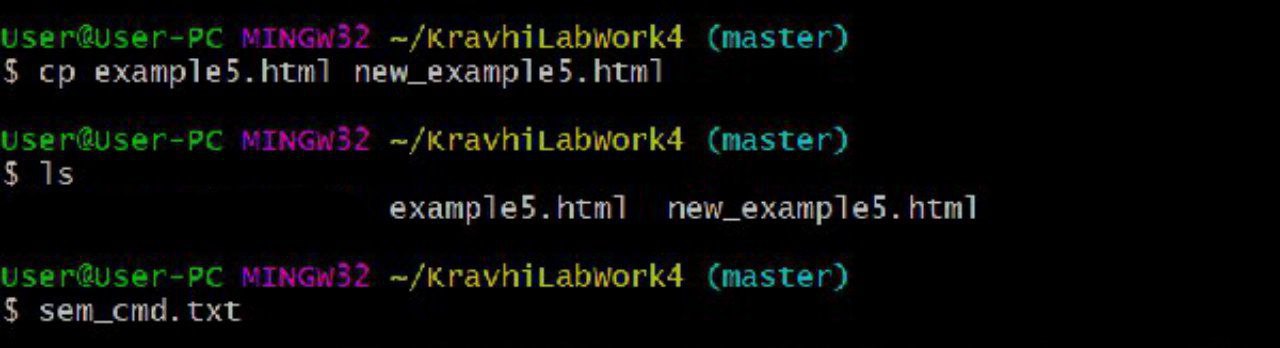 User@User-PC MINGW32 ~/KravhiLabWork4 (master)
$ cp example5.html new_example5.html
User@User-PC MINGW32 ~/KravhiLabWork4 (master)
$ ls
example5.html new_example5.html
User@User-PC MINGW32 ~/KravhiLabWork4 (master)
$ sem_cmd.txt